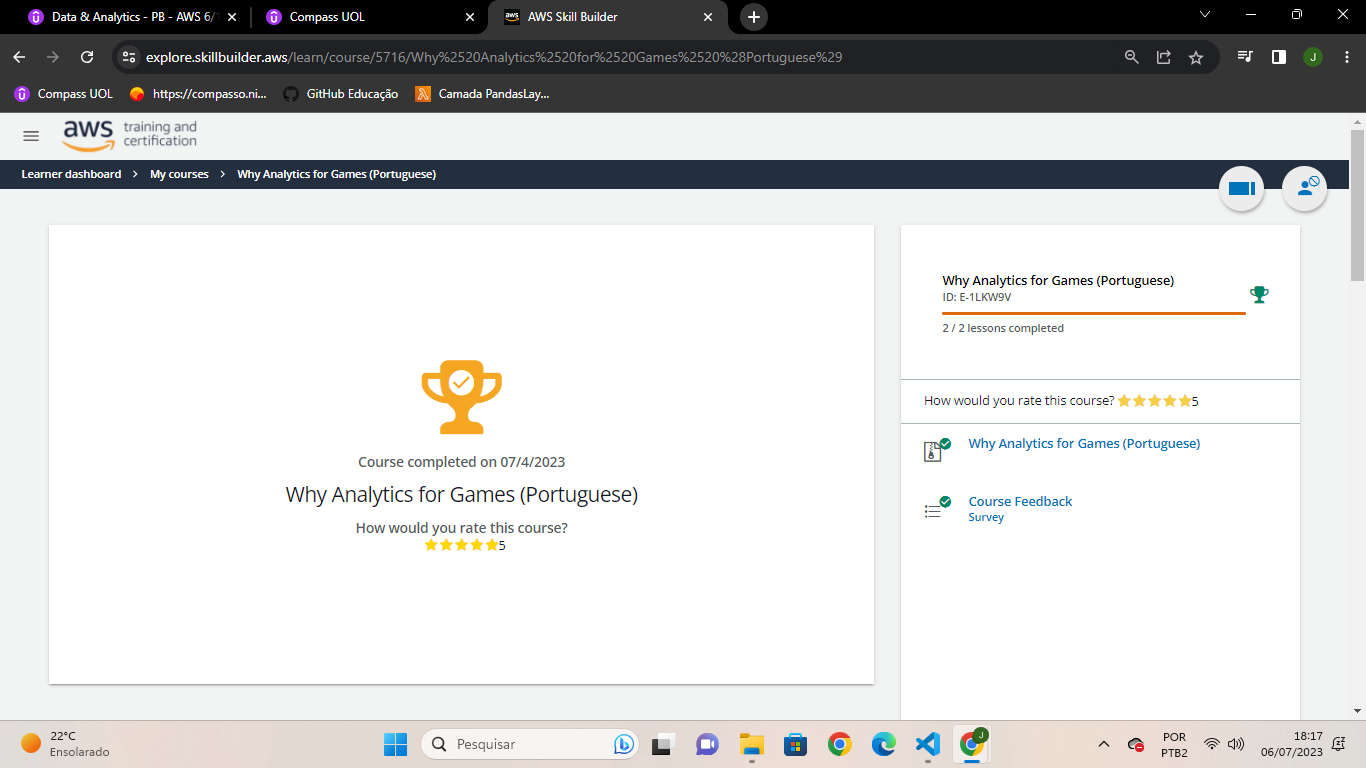 Data & Analytics - PB - AWS 6/
Compass UOL
AWS Skill Builder
explore.skillbuilder.aws/learn/course/5716/Why%2520Analytics%2520for%2520Games%2520%28Portuguese%29
J
Compass UOL
https://compasso.ni...
GitHub Educação
Camada PandasLay...
aws training and certification
Learner dashboard > My courses > Why Analytics for Games (Portuguese)
Course completed on 07/4/2023
Why Analytics for Games (Portuguese)
How would you rate this course?
5
Why Analytics for Games (Portuguese)
ID: E-1LKW9V
2 / 2 lessons completed
How would you rate this course? 5
Why Analytics for Games (Portuguese)
Course Feedback
Survey
22°C
Ensolarado
Pesquisar
J
POR
PTB2
18:17
06/07/2023